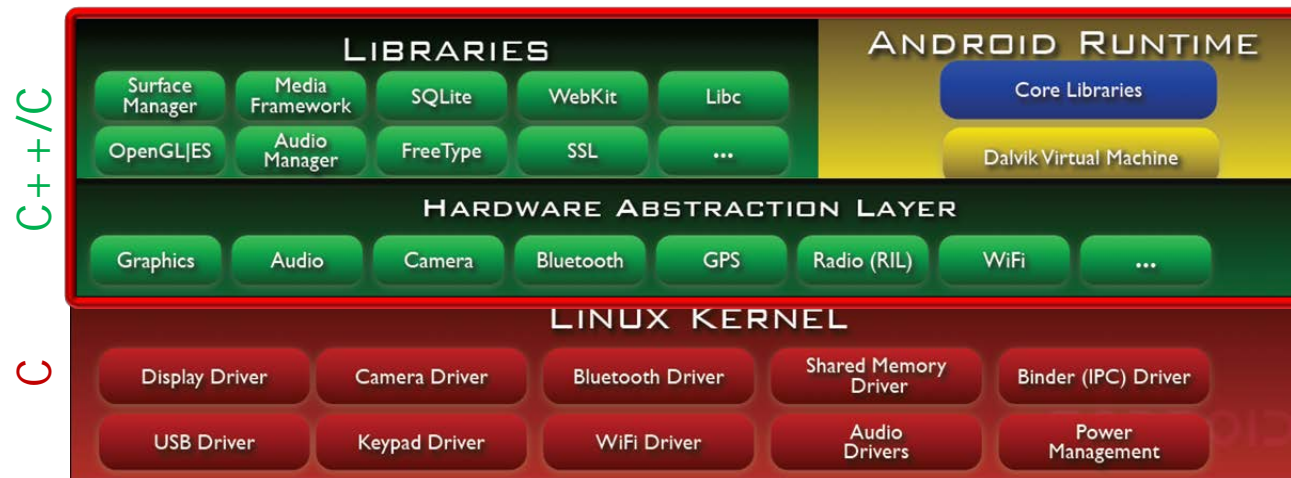 C++/C
LIBRARIES
ANDROID RUNTIME
Surface
Manager
Media
Framework
SQLite
WebKit
Libc
Core Libraries
OpenGL|ES
Audio
Manager
FreeType
SSL
...
Dalvik Virtual Machine
HARDWARE ABSTRACTION LAYER
Graphics
Audio
Camera
Bluetooth
GPS
Radio (RIL)
WiFi
...
C
LINUX KERNEL
Display Driver
Camera Driver
Bluetooth Driver
Shared Memory
Driver
Binder (IPC) Driver
USB Driver
Keypad Driver
WiFi Driver
Audio
Drivers
Power
Management